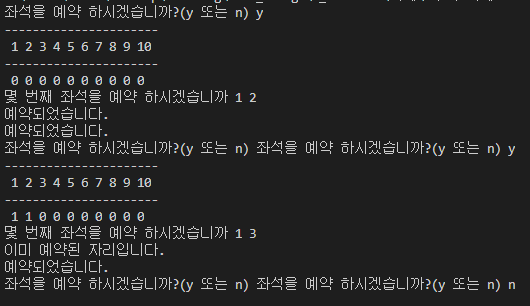 좌석을 예약 하시겠습니까?(y 또는 n) y
-----------------------
1 2 3 4 5 6 7 8 9 10
-----------------------
0 0 0 0 0 0 0 0 0 0
몇 번째 좌석을 예약 하시겠습니까 1 2
예약되었습니다.
예약되었습니다.
좌석을 예약 하시겠습니까?(y 또는 n) 좌석을 예약 하시겠습니까?(y 또는 n) y
-----------------------
1 2 3 4 5 6 7 8 9 10
-----------------------
1 1 0 0 0 0 0 0 0 0
몇 번째 좌석을 예약 하시겠습니까 1 3
이미 예약된 자리입니다.
예약되었습니다.
좌석을 예약 하시겠습니까?(y 또는 n) 좌석을 예약 하시겠습니까?(y 또는 n) n